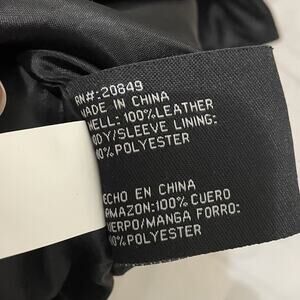 RN#: 20649
MADE IN CHINA
HELL: 100%LEATHER
ODY/SLEEVE LINING:
00% POLYESTER
ECHO EN CHINA
ARMAZON:100% CUERO
UERPO/MANGA FORRO:
00% POLYESTER